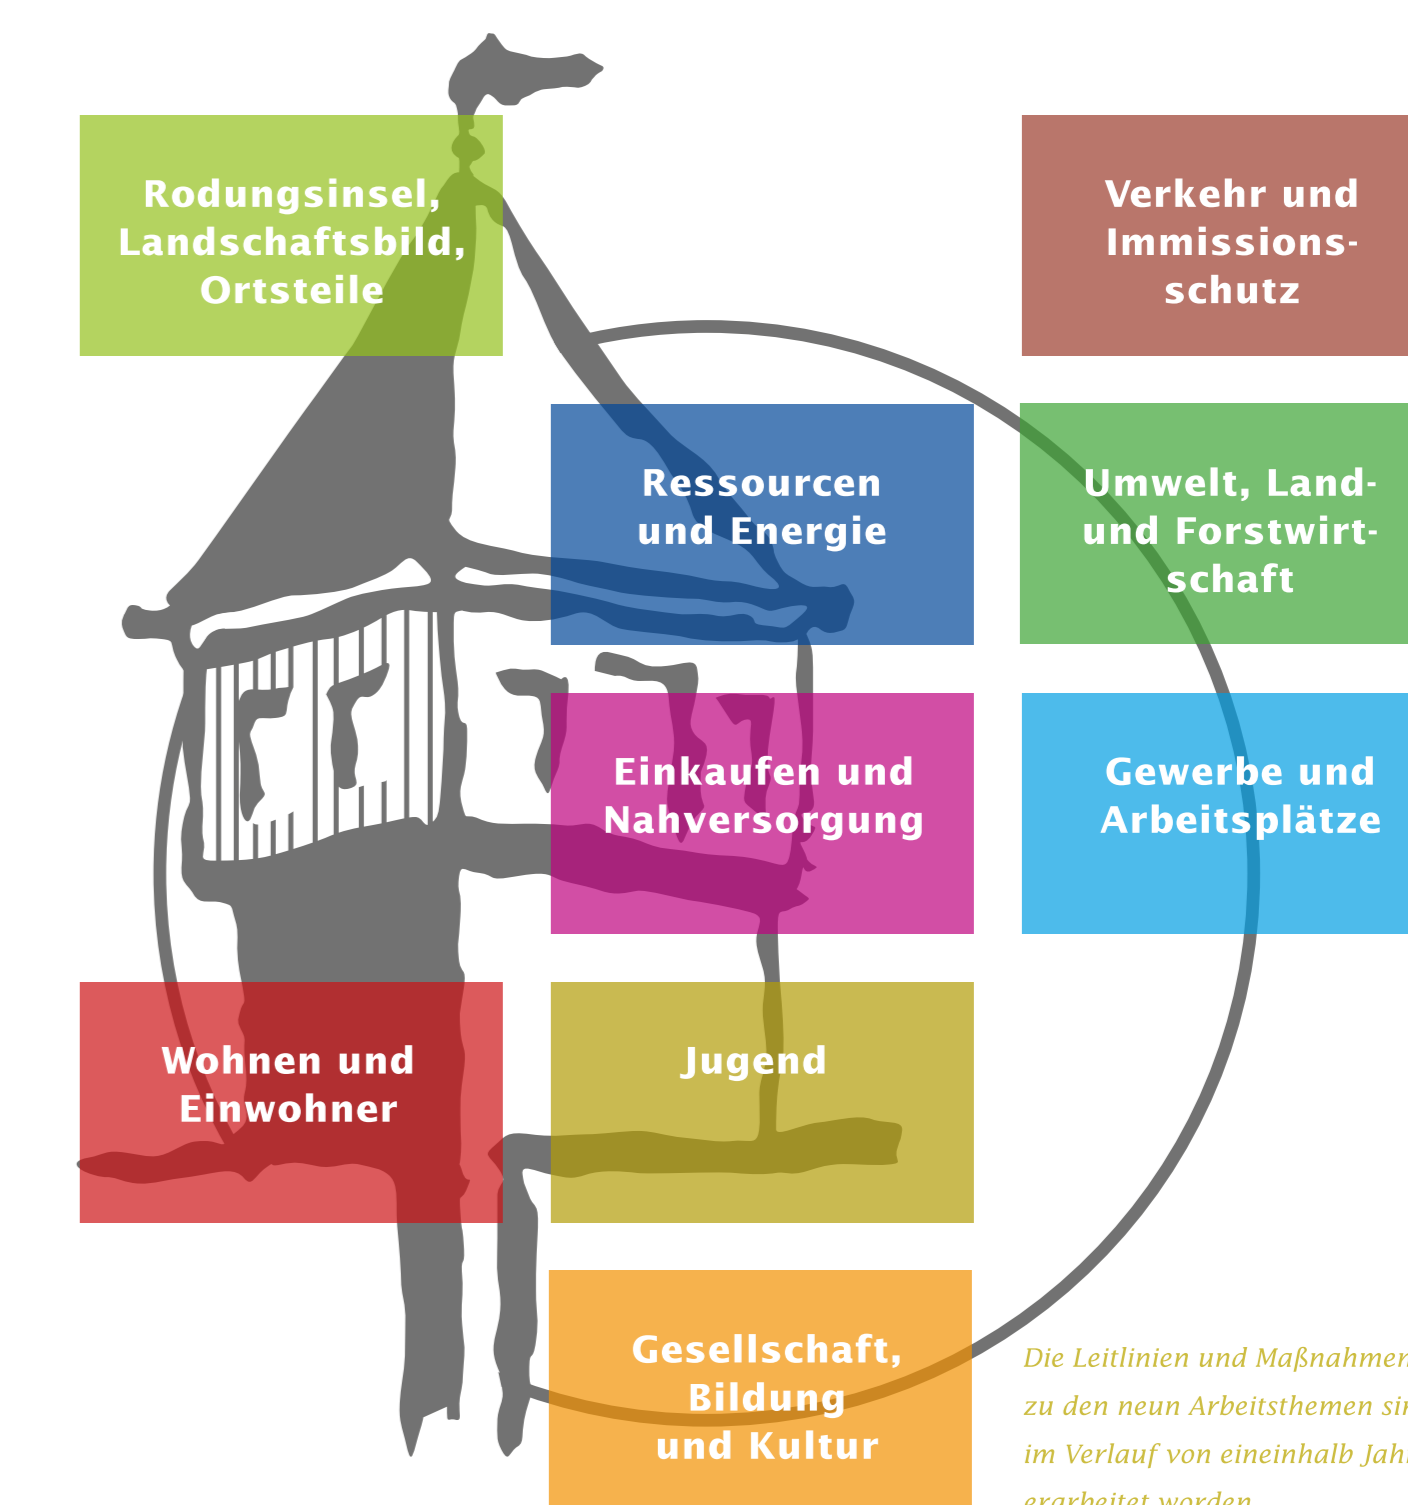 Rodungsinsel,
Landschaftsbild,
Ortsteile
Verkehr und
Immissions-
schutz
Ressourcen
und Energie
Umwelt, Land-
und Forstwirt-
schaft
Einkaufen und
Nahversorgung
Gewerbe und
Arbeitsplätze
Wohnen und
Einwohner
Jugend
Gesellschaft,
Bildung
und Kultur
Die Leitlinien und Maßnahmen
zu den neun Arbeitsthemen
im Verlauf von eineinhalb
erarbeitet worden